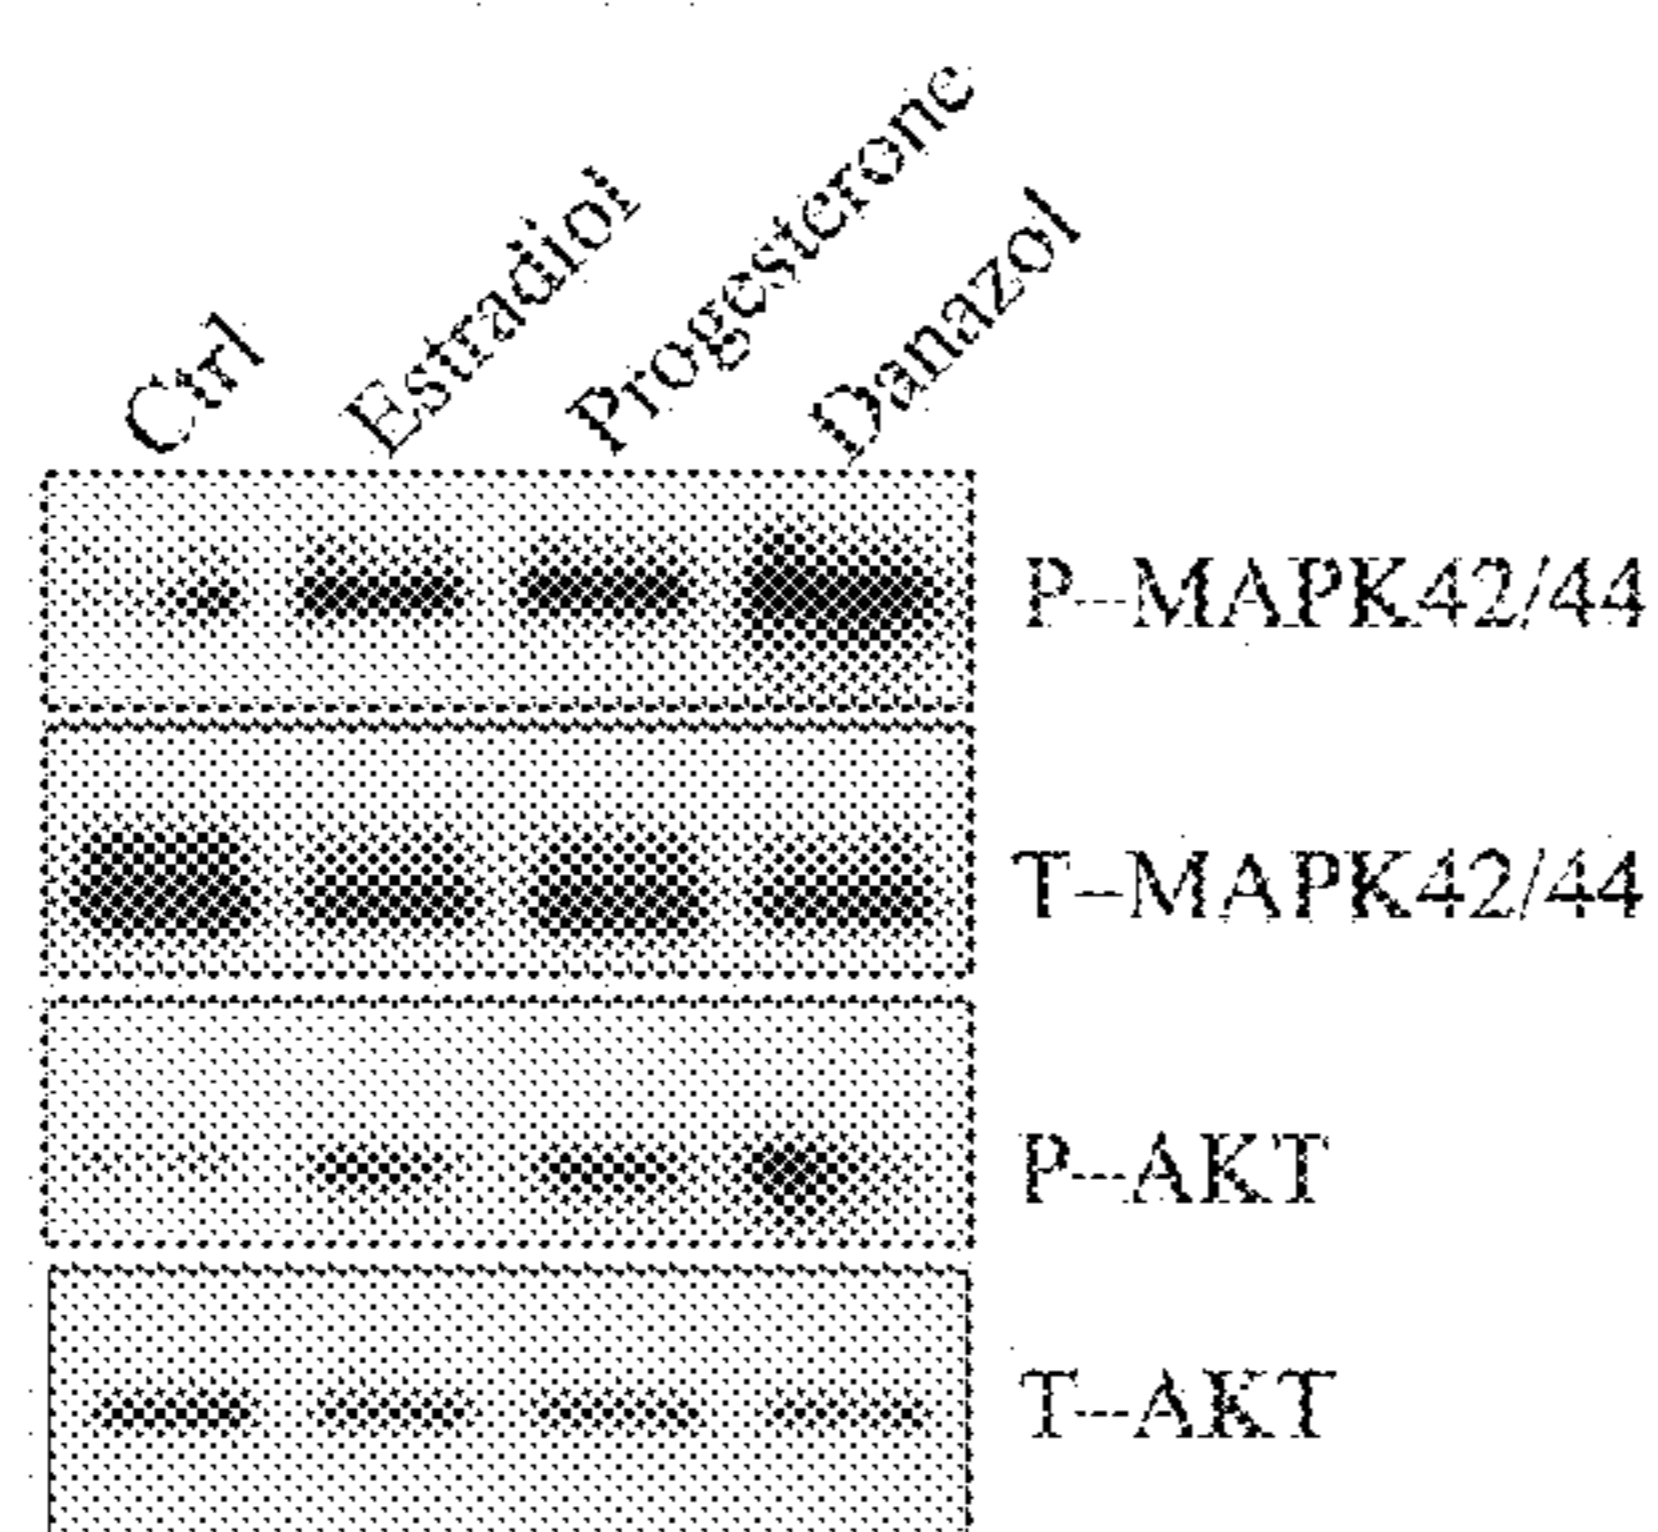 Ctrl
Estradiol
Progesterone
Danazol
P--MAPK42/44
T--MAPK42/44
P--AKT
T--AKT